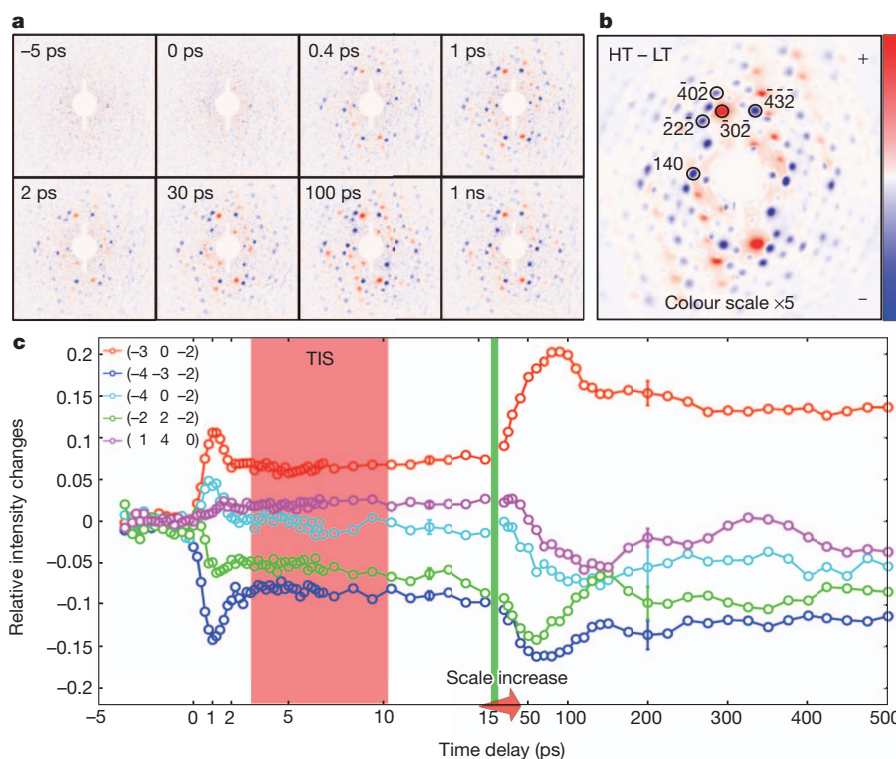 a
−5 ps
0 ps
0.4 ps
1 ps
2 ps
30 ps
100 ps
1 ns
b
HT – LT
+
4̄02̄
4̄3̄2̄
2̄22̄
3̄02̄
140
Colour scale ×5
–
c
0.2
0.15
0.1
0.05
0
−0.05
−0.1
−0.15
−0.2
Relative intensity changes
(−3 0 −2)
(−4 −3 −2)
(−4 0 −2)
(−2 2 −2)
( 1 4 0)
TIS
Scale increase
−5
0
1
2
5
10
15
50
100
200
300
400
500
Time delay (ps)